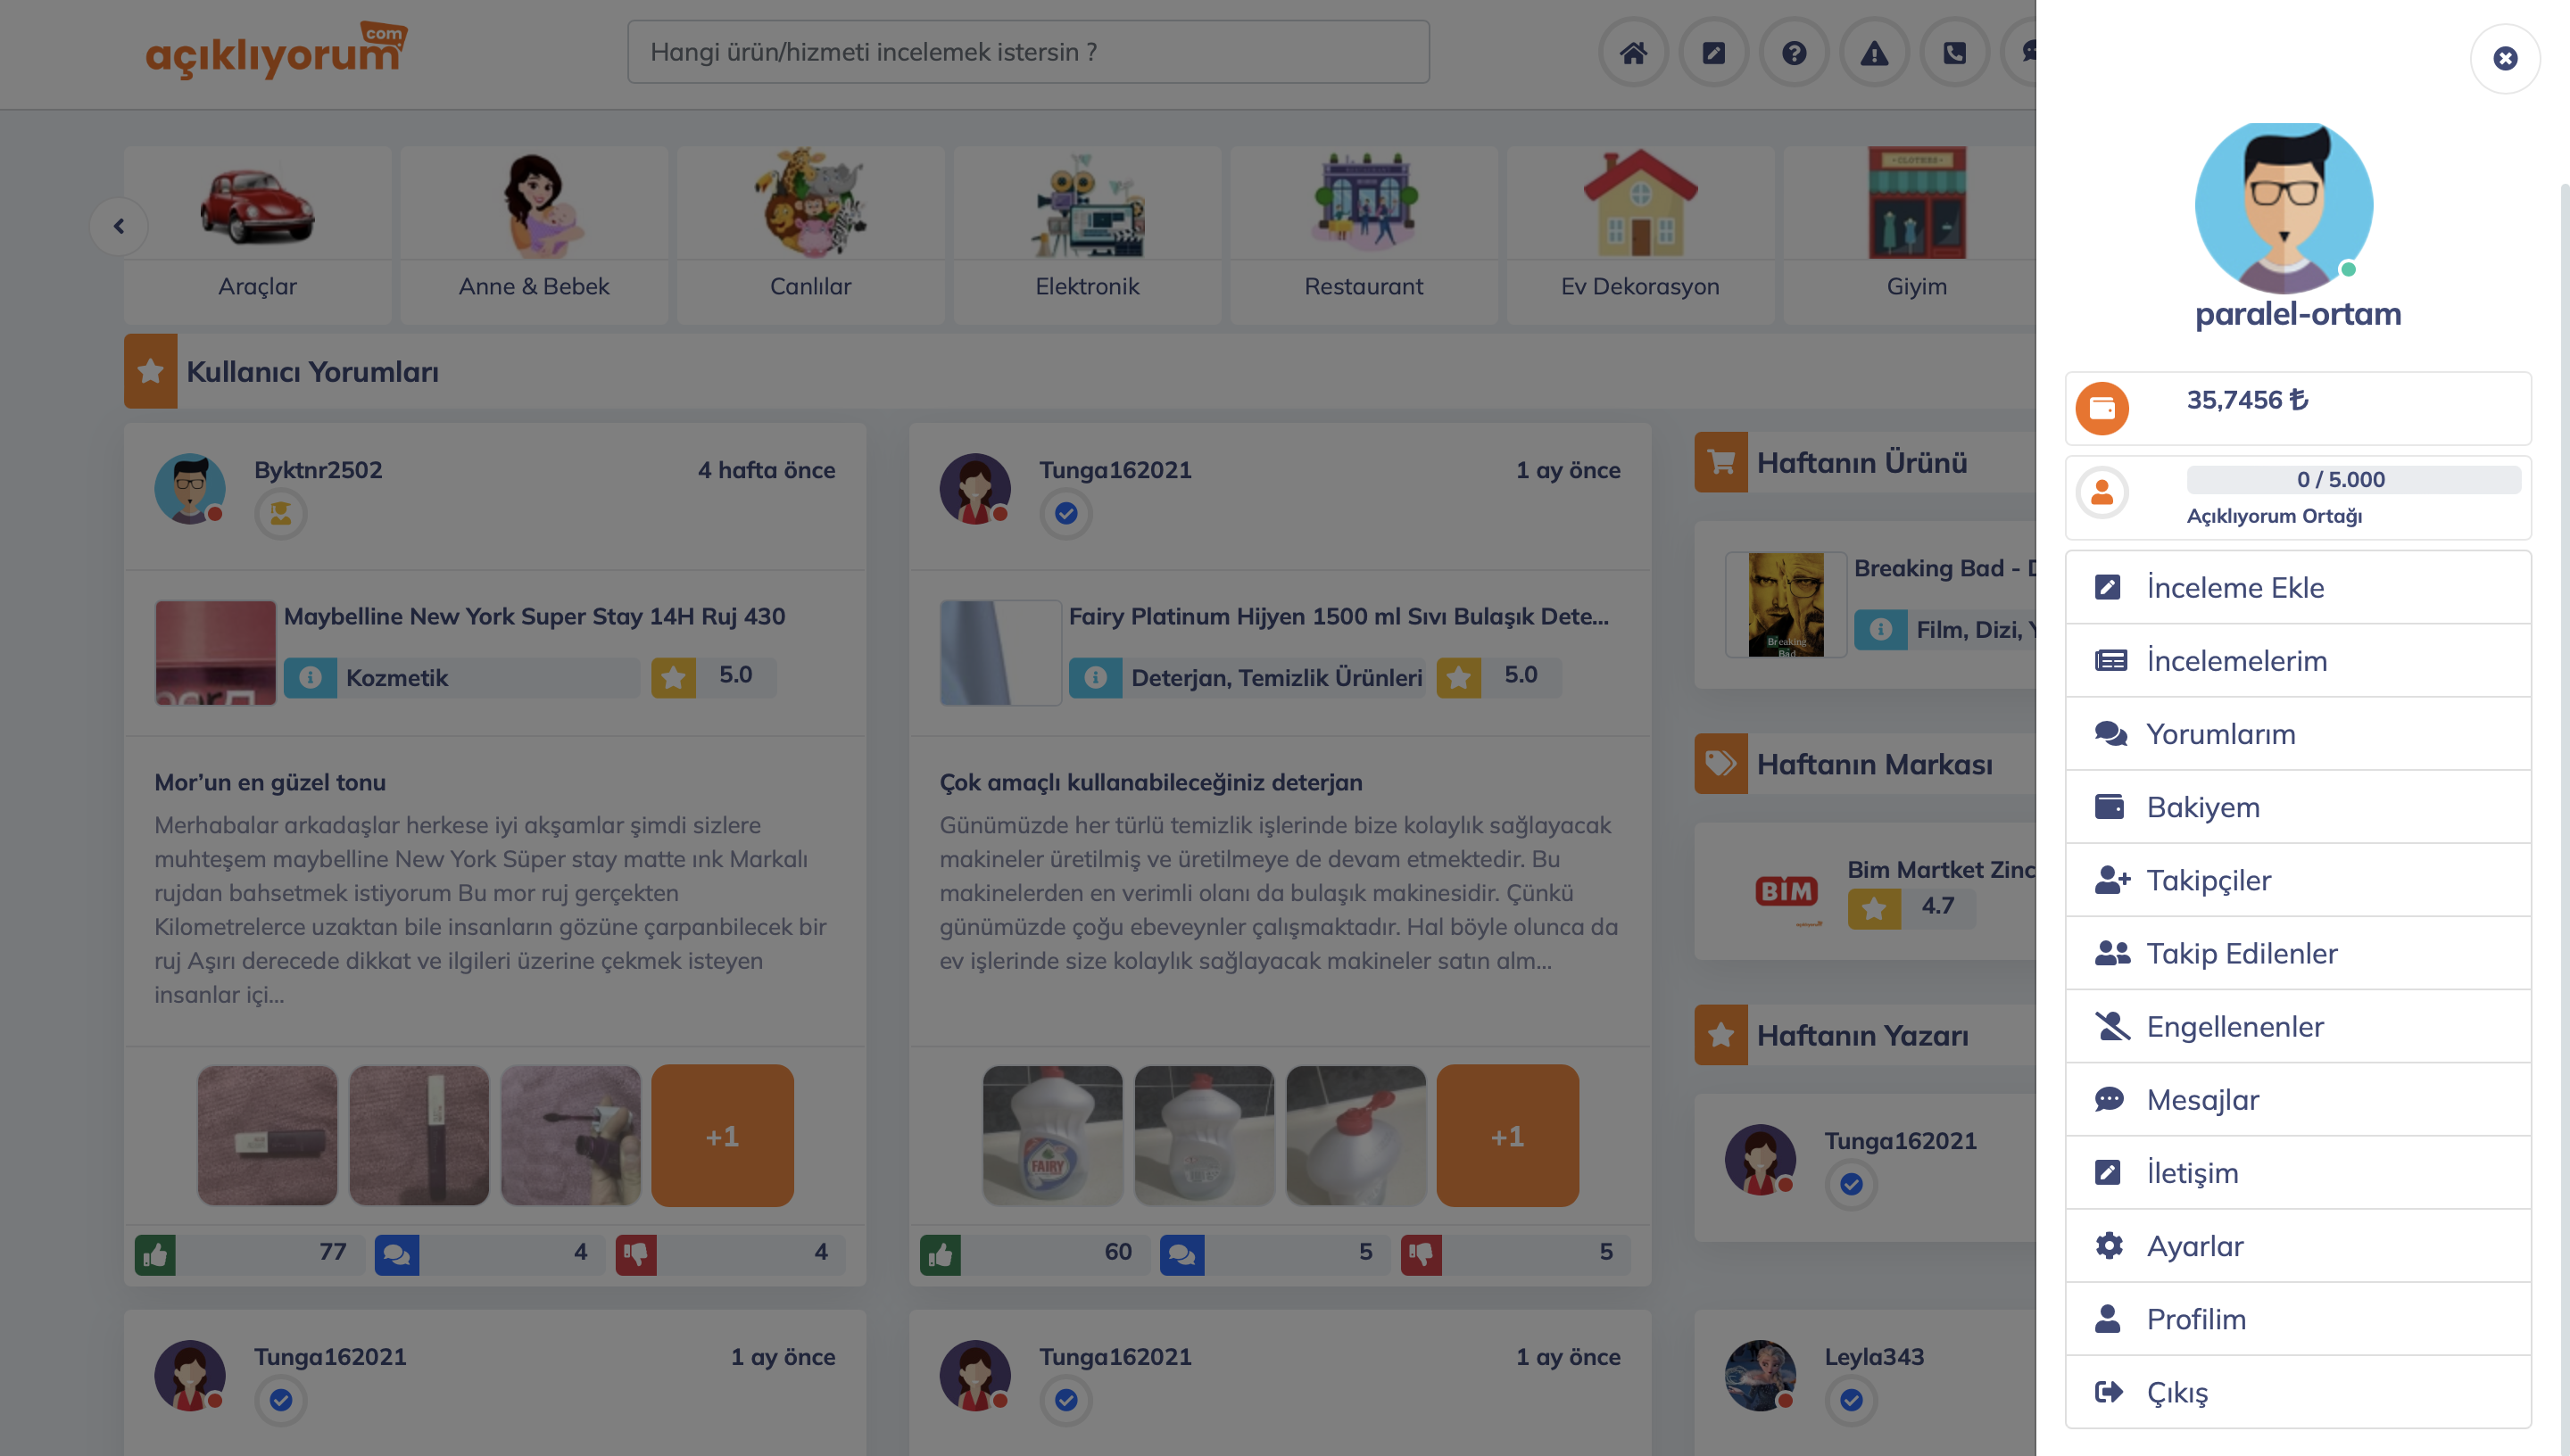 açıklıyorum
com
Hangi ürün/hizmeti incelemek istersin ?
Araçlar
Anne & Bebek
Canlılar
Elektronik
Restaurant
Ev Dekorasyon
CLOTHES
Giyim
Kullanıcı Yorumları
Byktnr2502
4 hafta önce
Maybelline New York Super Stay 14H Ruj 430
Kozmetik
5.0
Mor’un en güzel tonu
Merhabalar arkadaşlar herkese iyi akşamlar şimdi sizlere
muhteşem maybelline New York Süper stay matte ınk Markalı
rujdan bahsetmek istiyorum Bu mor ruj gerçekten
Kilometrelerce uzaktan bile insanların gözüne çarpanbilecek bir
ruj Aşırı derecede dikkat ve ilgileri üzerine çekmek isteyen
insanlar içi...
+1
77
4
4
Tunga162021
1 ay önce
Fairy Platinum Hijyen 1500 ml Sıvı Bulaşık Dete...
Deterjan, Temizlik Ürünleri
5.0
Çok amaçlı kullanabileceğiniz deterjan
Günümüzde her türlü temizlik işlerinde bize kolaylık sağlayacak
makineler üretilmiş ve üretilmeye de devam etmektedir. Bu
makinelerden en verimli olanı da bulaşık makinesidir. Çünkü
günümüzde çoğu ebeveynler çalışmaktadır. Hal böyle olunca da
ev işlerinde size kolaylık sağlayacak makineler satın alm...
FAIRY
+1
60
5
5
Tunga162021
1 ay önce
Tunga162021
1 ay önce
Haftanın Ürünü
Breaking Bad - D
Breaking
Bad
Film, Dizi, Y
Haftanın Markası
BİM
Bim Martket Zinc
4.7
Haftanın Yazarı
Tunga162021
Leyla343
paralel-ortam
35,7456 ₺
0 / 5.000
Açıklıyorum Ortağı
İnceleme Ekle
İncelemelerim
Yorumlarım
Bakiyem
Takipçiler
Takip Edilenler
Engellenenler
Mesajlar
İletişim
Ayarlar
Profilim
Çıkış